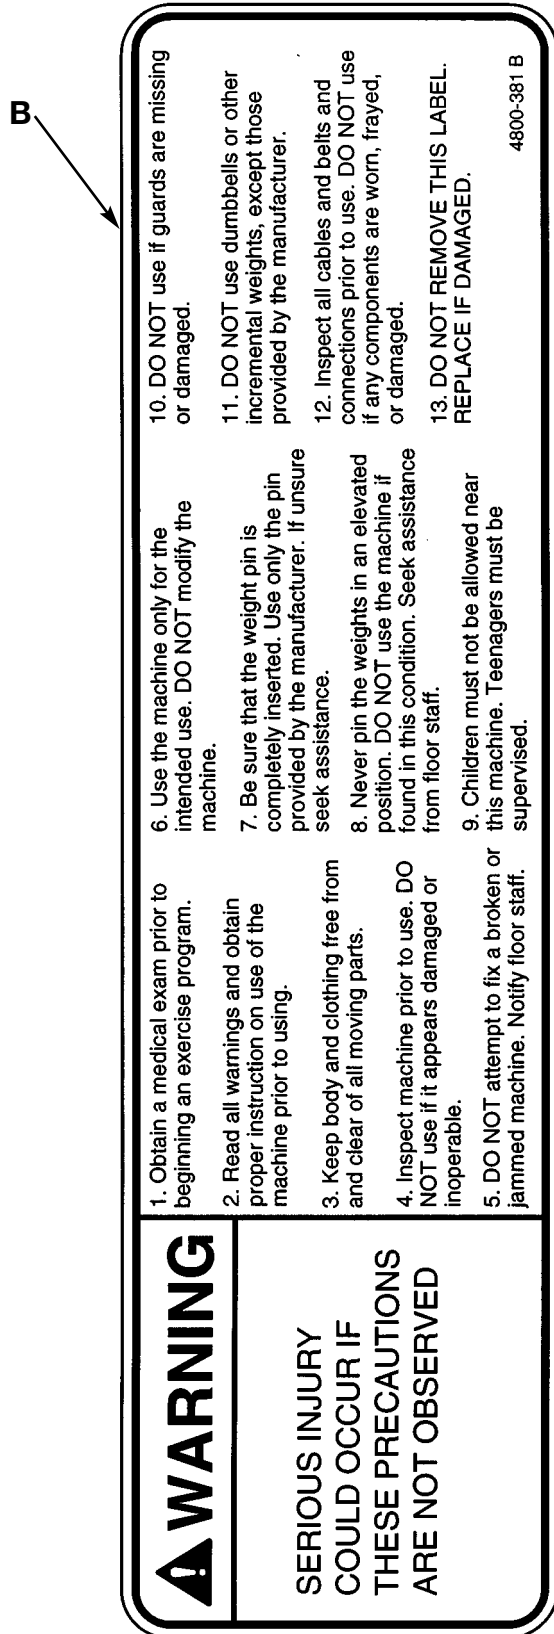 B
WARNING
SERIOUS INJURY
COULD OCCUR IF
THESE PRECAUTIONS
ARE NOT OBSERVED
1. Obtain a medical exam prior to
beginning an exercise program.
2. Read all warnings and obtain
proper instruction on use of the
machine prior to using.
3. Keep body and clothing free from
and clear of all moving parts.
4. Inspect machine prior to use. DO
NOT use if it appears damaged or
inoperable.
5. DO NOT attempt to fix a broken or
jammed machine. Notify floor staff.
6. Use the machine only for the
intended use. DO NOT modify the
machine.
7. Be sure that the weight pin is
completely inserted. Use only the pin
provided by the manufacturer. If unsure
seek assistance.
8. Never pin the weights in an elevated
position. DO NOT use the machine if
found in this condition. Seek assistance
from floor staff.
9. Children must not be allowed near
this machine. Teenagers must be
supervised.
10. DO NOT use if guards are missing
or damaged.
11. DO NOT use dumbbells or other
incremental weights, except those
provided by the manufacturer.
12. Inspect all cables and belts and
connections prior to use. DO NOT use
if any components are worn, frayed,
or damaged.
13. DO NOT REMOVE THIS LABEL.
REPLACE IF DAMAGED.
4800-381 B